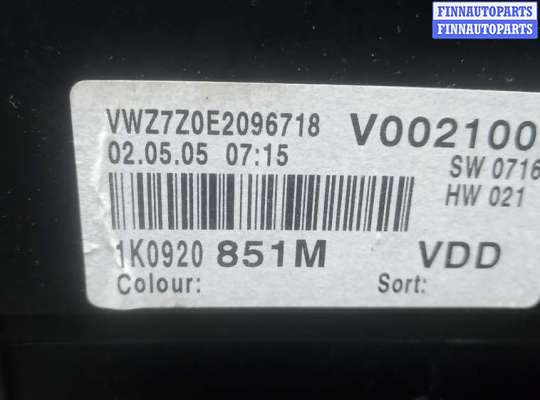 FINNAUTOPARTS
FINNAUTOPARTS
VWZ7Z0E2096718 V002100
02.05.05 07:15 SW 0716
HW 021
1K0920 851M VDD
Colour: Sort: